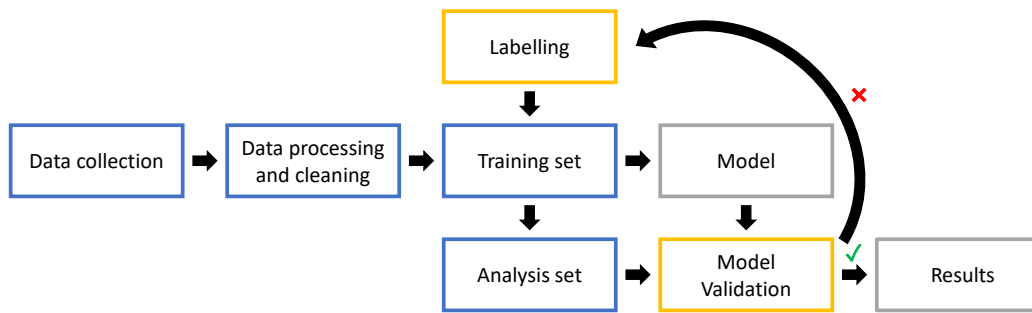 Labelling
Data collection
Data processing
and cleaning
Training set
Model
Analysis set
Model
Validation
Results